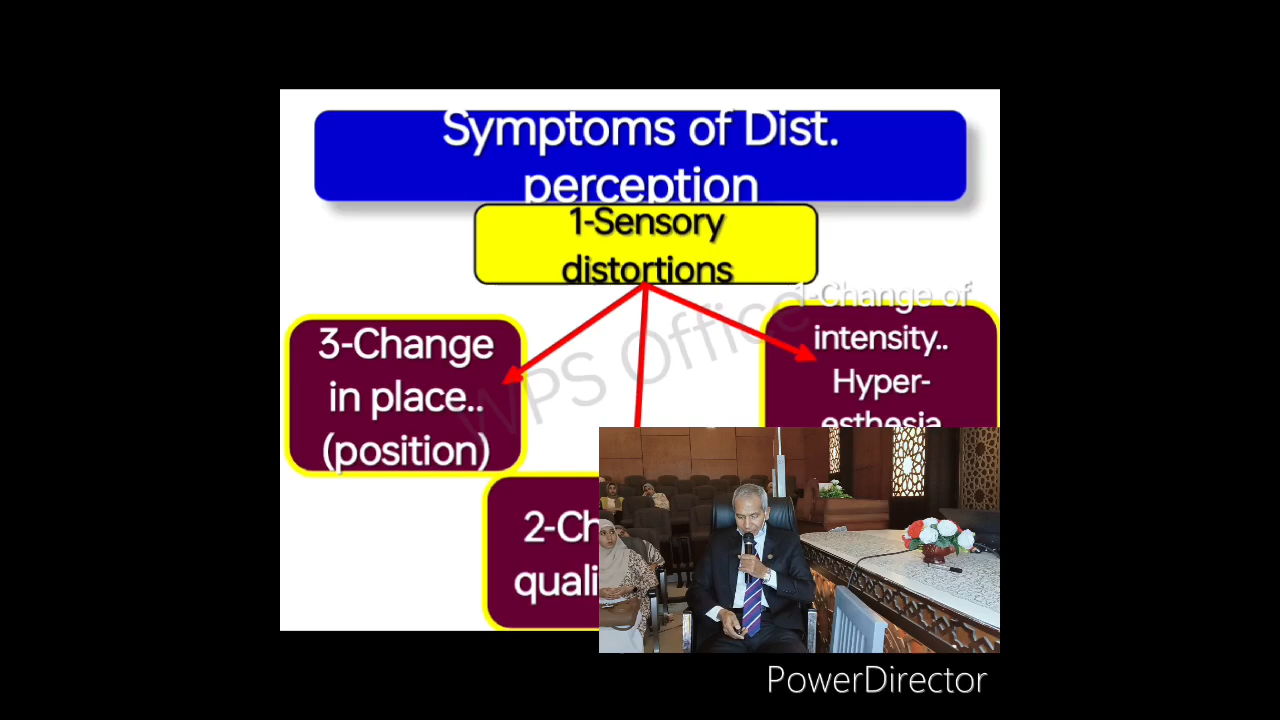 Symptoms of Dist.
perception
1-Sensory
distortions
1-Change of
intensity..
Hyper-
esthesia
3-Change
in place..
(position)
2-Ch
quali
WPS Office
PowerDirector